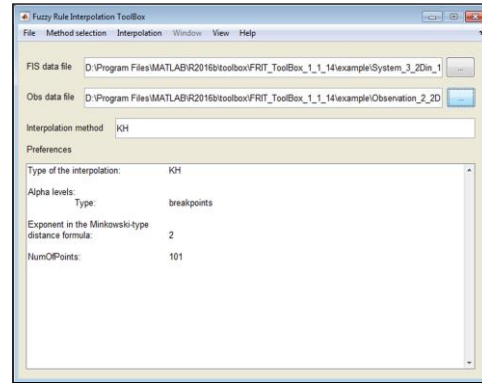 Fuzzy Rule Interpolation ToolBox
File Method selection Interpolation Window View Help
FIS data file D:\Program Files\MATLAB\R2016b\toolbox\FRIT_ToolBox_1_1_14\example\System_3_2Din_1 ...
Obs data file D:\Program Files\MATLAB\R2016b\toolbox\FRIT_ToolBox_1_1_14\example\Observation_2_2D ...
Interpolation method KH
Preferences
Type of the interpolation: KH
Alpha levels:
Type: breakpoints
Exponent in the Minkowski-type
distance formula: 2
NumOfPoints: 101